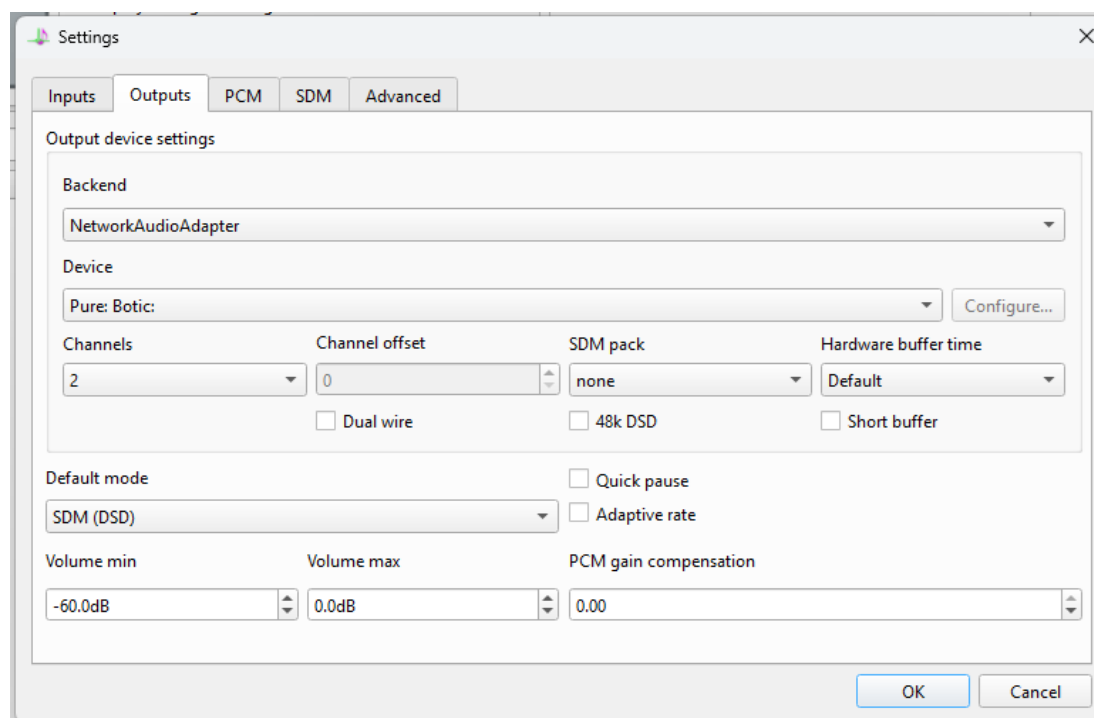 Settings
Inputs Outputs PCM SDM Advanced
Output device settings
Backend
NetworkAudioAdapter
Device
Pure: Botic: Configure...
Channels Channel offset SDM pack Hardware buffer time
2 0 none Default
Dual wire 48k DSD Short buffer
Default mode Quick pause
SDM (DSD) Adaptive rate
Volume min Volume max PCM gain compensation
-60.0dB 0.0dB 0.00
OK Cancel